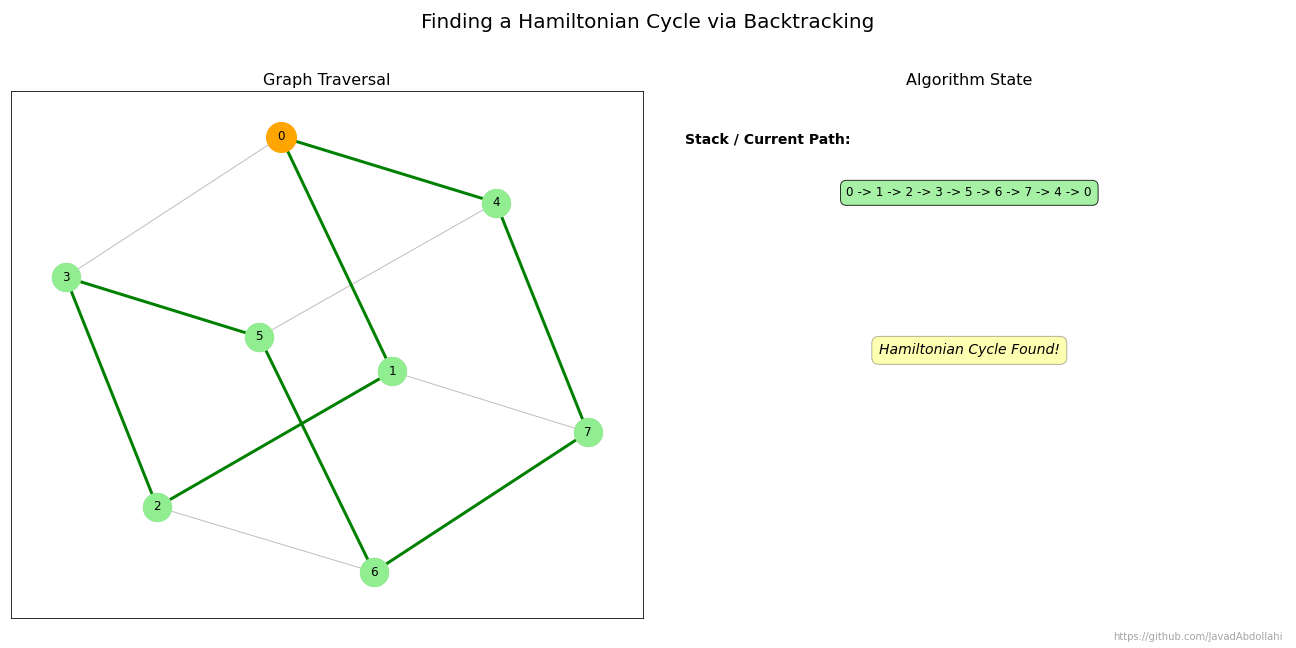 Finding a Hamiltonian Cycle via Backtracking
Graph Traversal
0
4
3
5
1
7
2
6
Algorithm State
Stack / Current Path:
0 -> 1 -> 2 -> 3 -> 5 -> 6 -> 7 -> 4 -> 0
Hamiltonian Cycle Found!
https://github.com/JavadAbdollahi